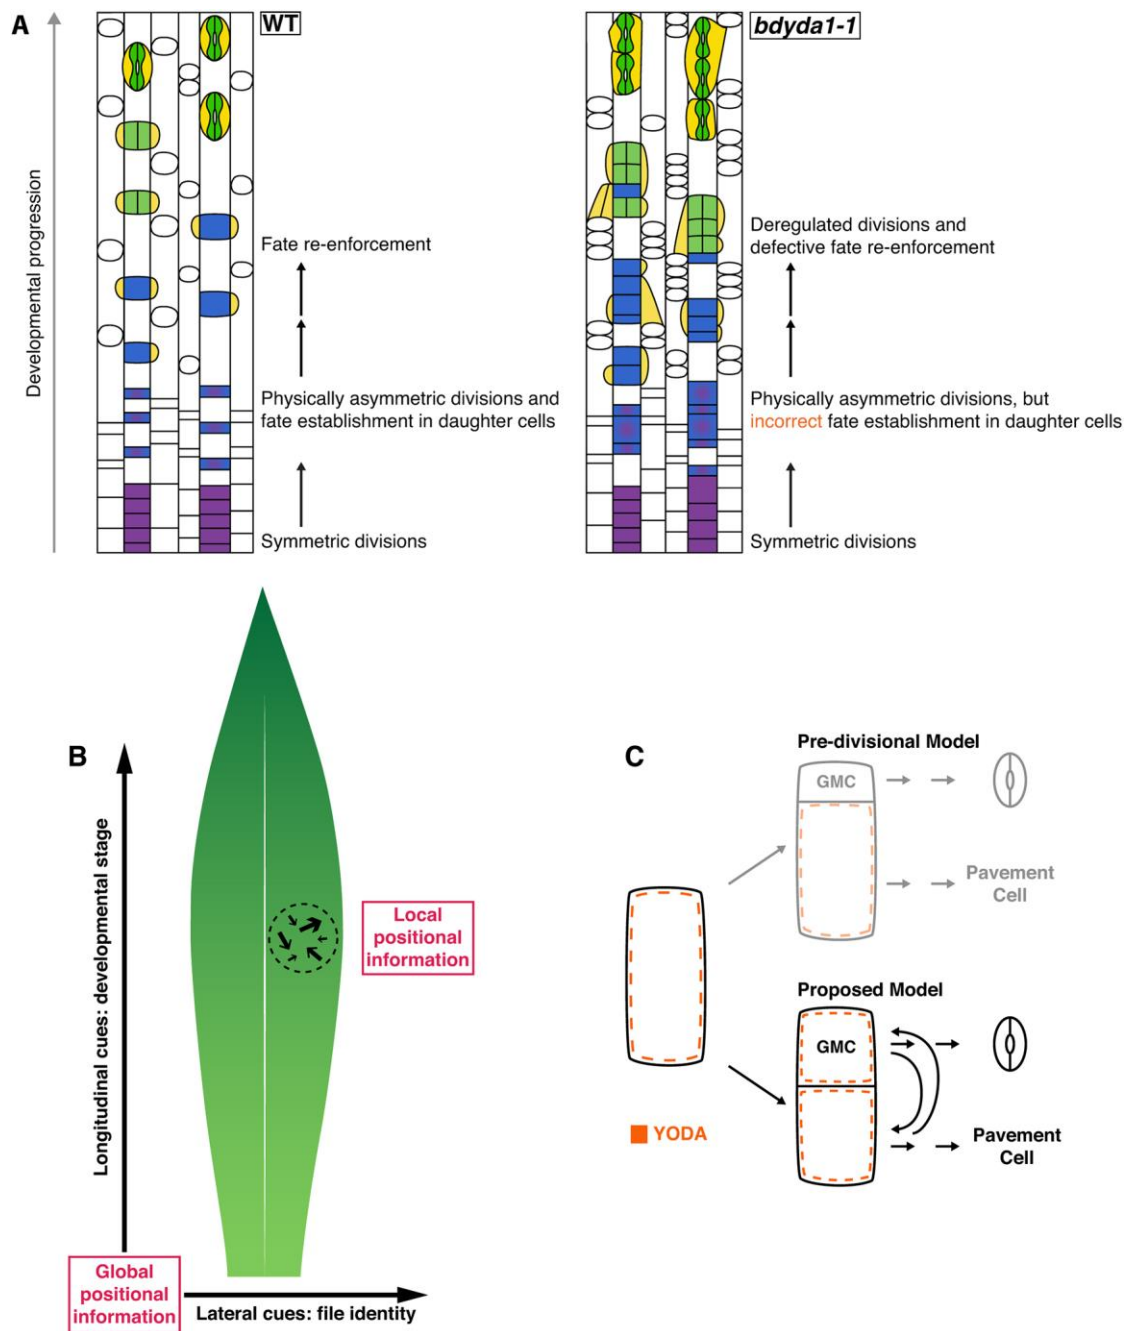 A
Developmental progression
WT
Fate re-enforcement
Physically asymmetric divisions and
fate establishment in daughter cells
Symmetric divisions
bdyda1-1
Deregulated divisions and
defective fate re-enforcement
Physically asymmetric divisions, but
incorrect fate establishment in daughter cells
Symmetric divisions
B
Longitudinal cues: developmental stage
Local
positional
information
Global
positional
information
Lateral cues: file identity
C
Pre-divisional Model
GMC
Pavement
Cell
Proposed Model
GMC
YODA
Pavement
Cell